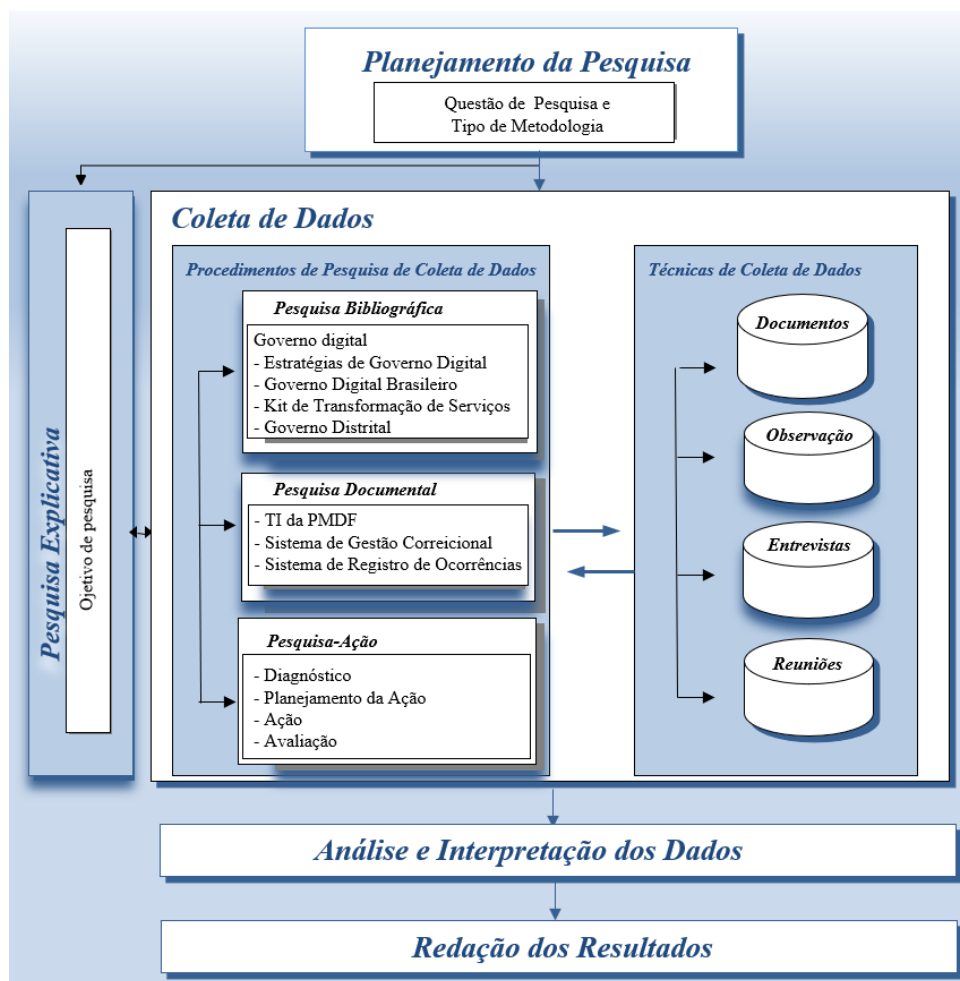 Planejamento da Pesquisa
Questão de Pesquisa e
Tipo de Metodologia
Pesquisa Explicativa
Ojetivo de pesquisa
Coleta de Dados
Procedimentos de Pesquisa de Coleta de Dados
Pesquisa Bibliográfica
Governo digital
- Estratégias de Governo Digital
- Governo Digital Brasileiro
- Kit de Transformação de Serviços
- Governo Distrital
Pesquisa Documental
- TI da PMDF
- Sistema de Gestão Correicional
- Sistema de Registro de Ocorrências
Pesquisa-Ação
- Diagnóstico
- Planejamento da Ação
- Ação
- Avaliação
Técnicas de Coleta de Dados
Documentos
Observação
Entrevistas
Reuniões
Análise e Interpretação dos Dados
Redação dos Resultados